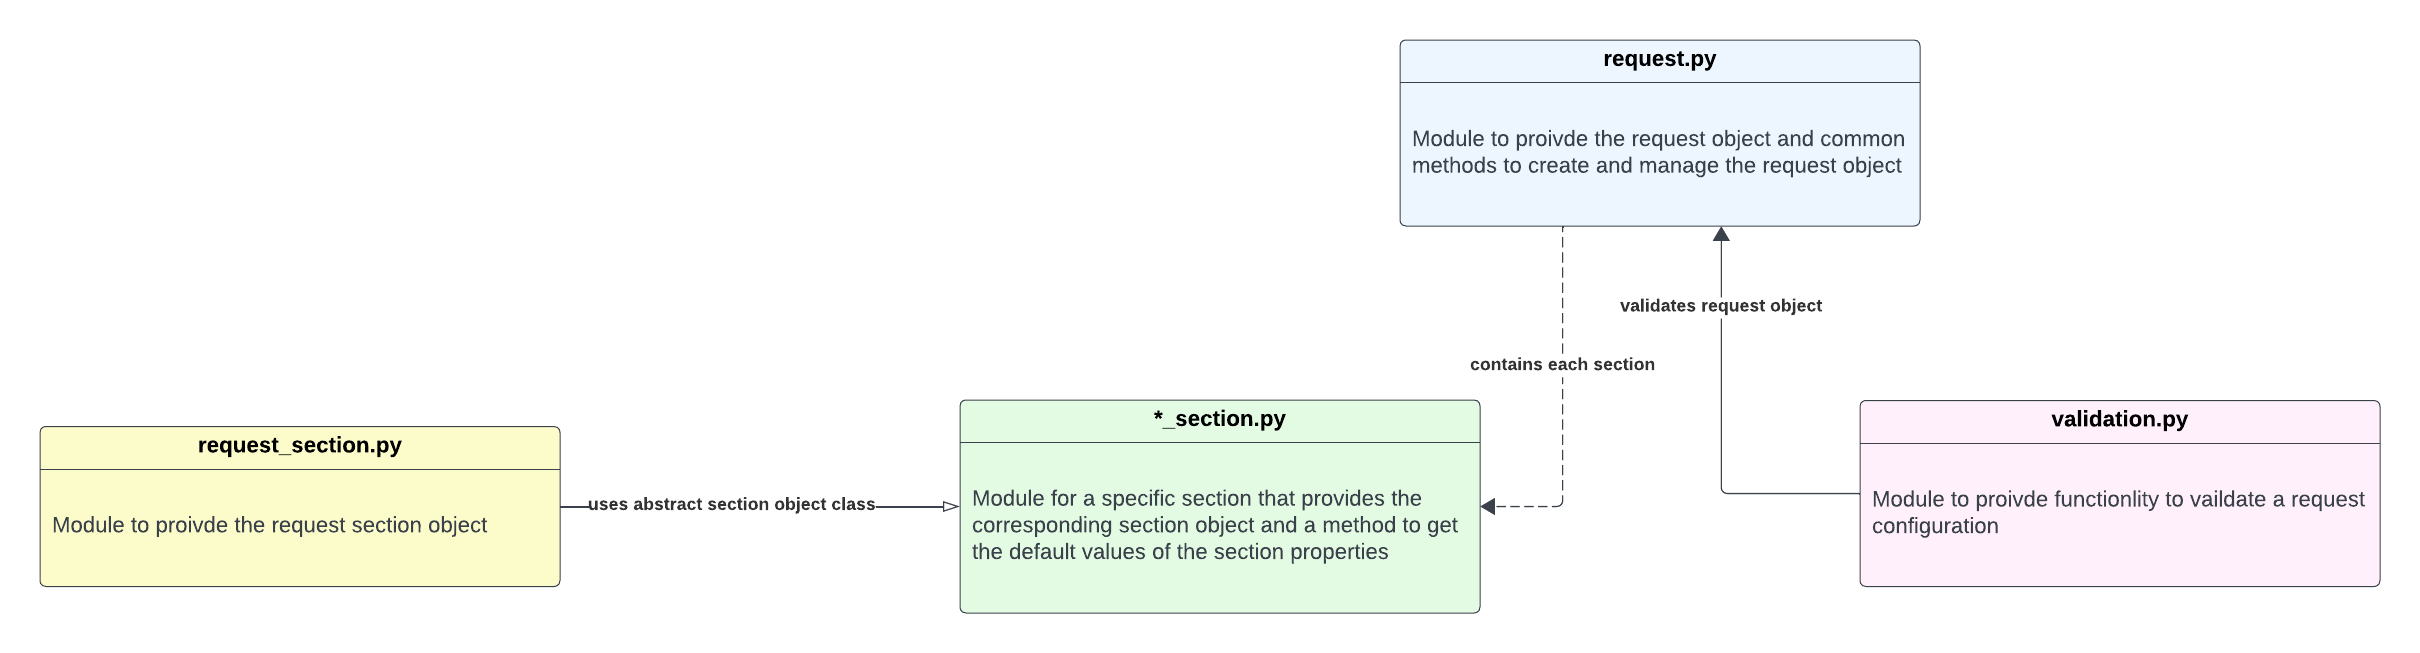 request.py
Module to proivde the request object and common
methods to create and manage the request object
validates request object
contains each section
request_section.py
Module to proivde the request section object
uses abstract section object class
*_section.py
Module for a specific section that provides the
corresponding section object and a method to get
the default values of the section properties
validation.py
Module to proivde functionlity to vaildate a request
configuration